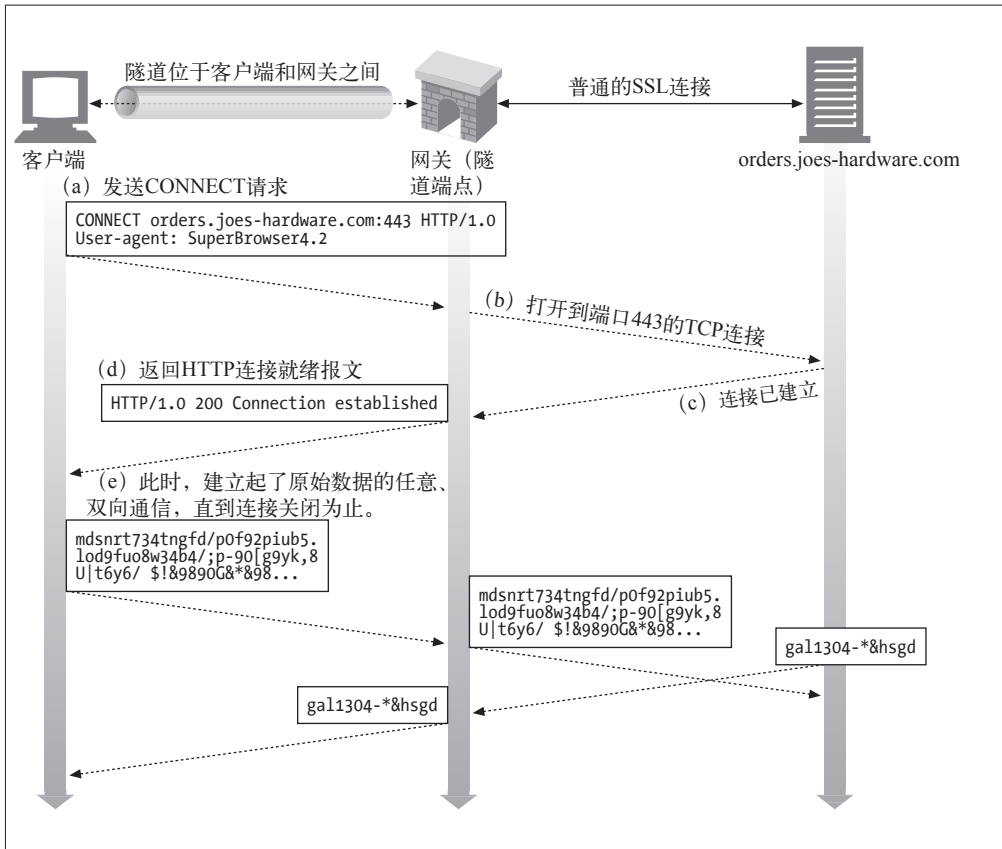 隧道位于客户端和网关之间
普通的SSL连接
客户端
网关（隧
道端点）
orders.joes-hardware.com
（a）发送CONNECT请求
CONNECT orders.joes-hardware.com:443 HTTP/1.0
User-agent: SuperBrowser4.2
（b）打开到端口443的TCP连接
（d）返回HTTP连接就绪报文
HTTP/1.0 200 Connection established
（c）连接已建立
（e）此时，建立起了原始数据的任意、
双向通信，直到连接关闭为止。
mdsnrt734tngfd/p0f92piub5.
lod9fuo8w34b4/;p-90[g9yk,8
U|t6y6/ $!&9890G&*&98...
mdsnrt734tngfd/p0f92piub5.
lod9fuo8w34b4/;p-90[g9yk,8
U|t6y6/ $!&9890G&*&98...
gal1304-*&hsgd
gal1304-*&hsgd